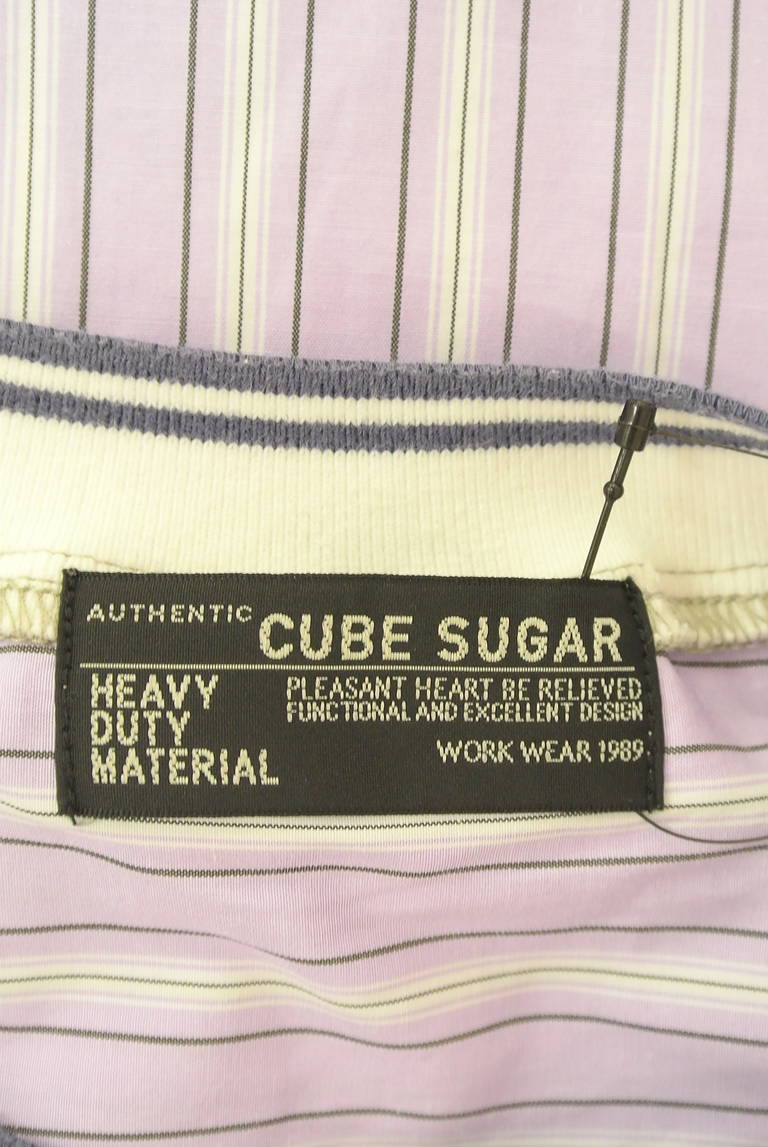 AUTHENTIC CUBE SUGAR
HEAVY
DUTY
MATERIAL
PLEASANT HEART BE RELIEVED
FUNCTIONAL AND EXCELLENT DESIGN
WORK WEAR 1989.